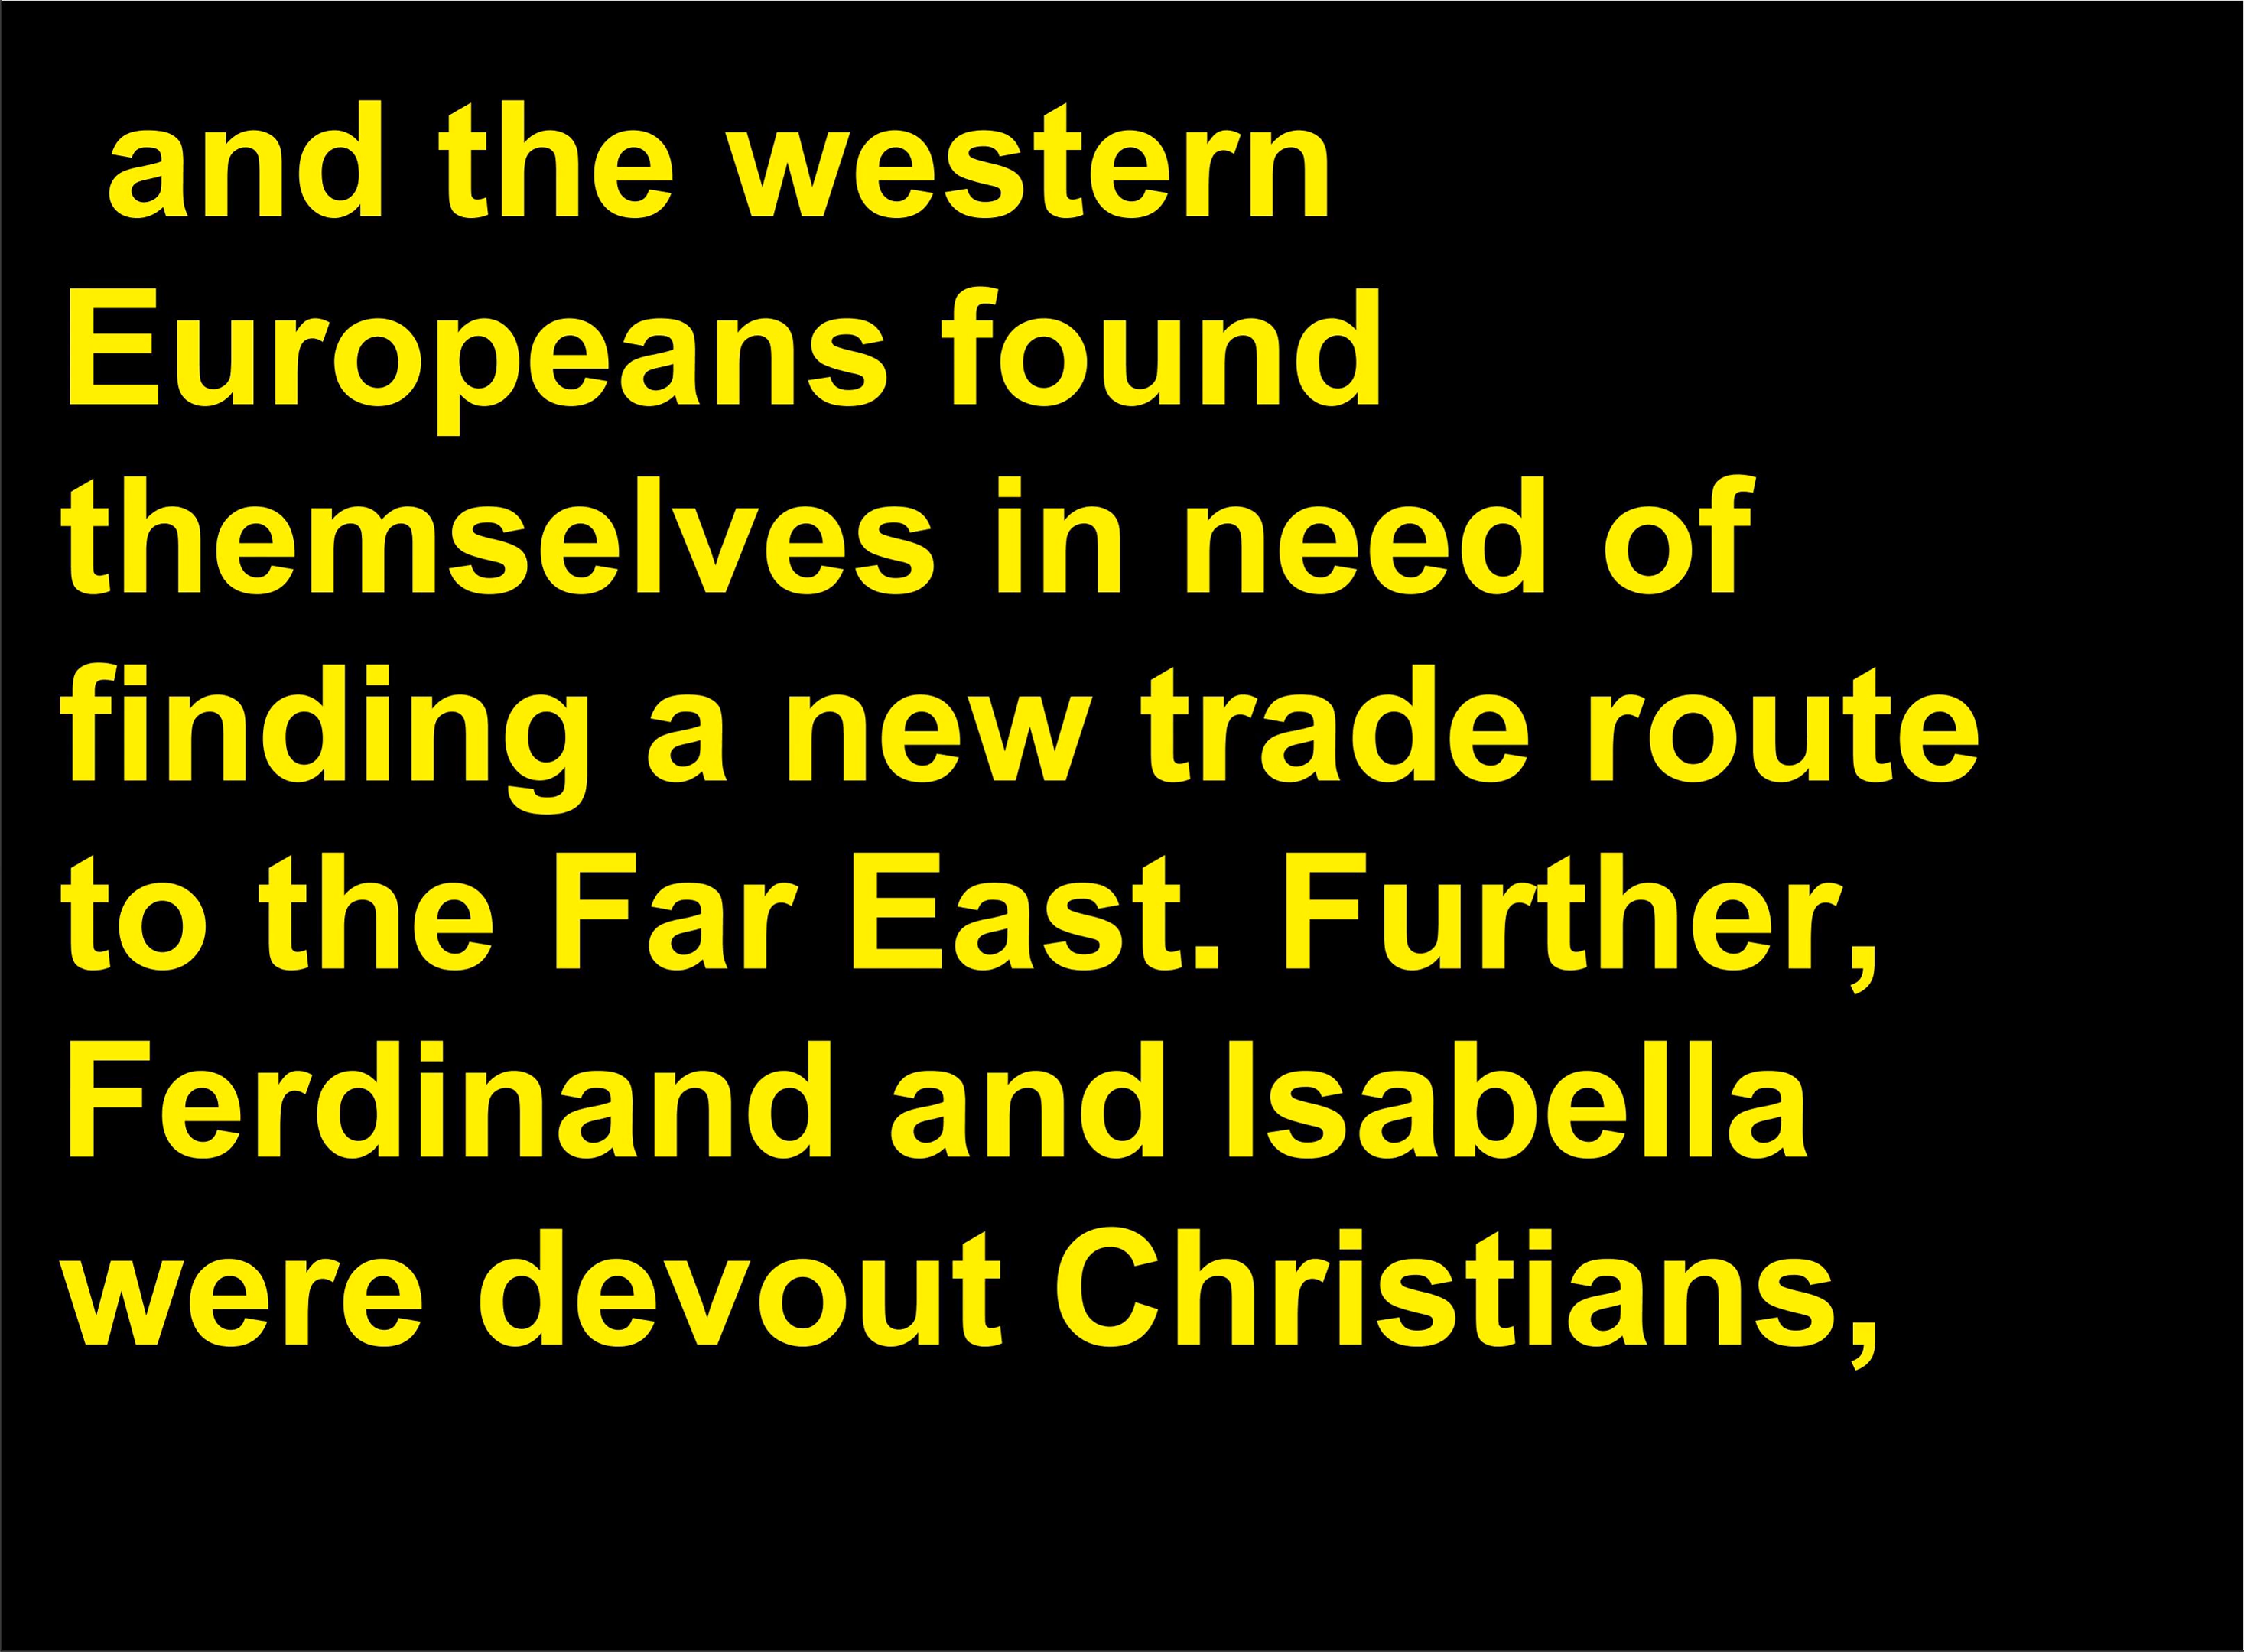 and the western
Europeans found
themselves in need of
finding a new trade route
to the Far East. Further,
Ferdinand and Isabella
were devout Christians,